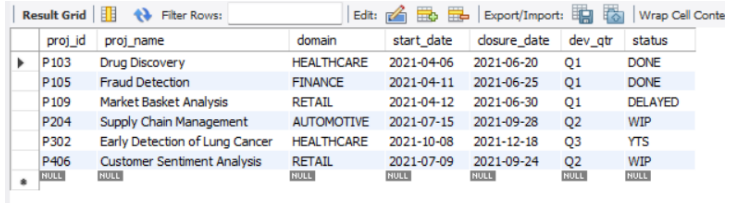 Result Grid Filter Rows: Edit: Export/Import: Wrap Cell Conte
proj_id proj_name domain start_date closure_date dev_qtr status
P103 Drug Discovery HEALTHCARE 2021-04-06 2021-06-20 Q1 DONE
P105 Fraud Detection FINANCE 2021-04-11 2021-06-25 Q1 DONE
P109 Market Basket Analysis RETAIL 2021-04-12 2021-06-30 Q1 DELAYED
P204 Supply Chain Management AUTOMOTIVE 2021-07-15 2021-09-28 Q2 WIP
P302 Early Detection of Lung Cancer HEALTHCARE 2021-10-08 2021-12-18 Q3 YTS
P406 Customer Sentiment Analysis RETAIL 2021-07-09 2021-09-24 Q2 WIP
NULL NULL NULL NULL NULL NULL NULL